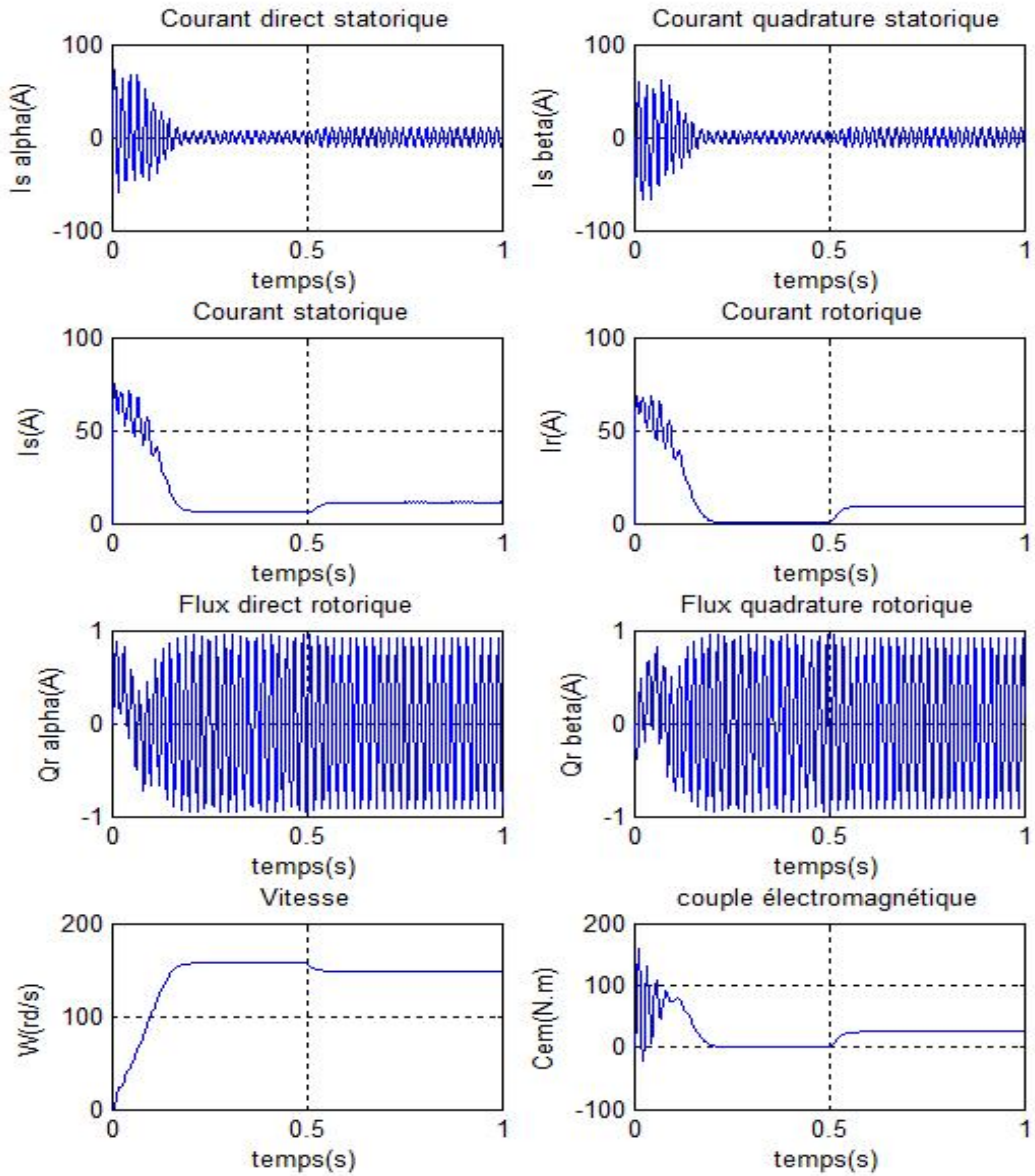 Courant direct statorique
Is alpha(A)
100
0
-100
0
0.5
1
temps(s)
Courant quadrature statorique
Is beta(A)
100
0
-100
0
0.5
1
temps(s)
Courant statorique
Is(A)
100
50
0
0
0.5
1
temps(s)
Courant rotorique
Ir(A)
100
50
0
0
0.5
1
temps(s)
Flux direct rotorique
Qr alpha(A)
1
0
-1
0
0.5
1
temps(s)
Flux quadrature rotorique
Qr beta(A)
1
0
-1
0
0.5
1
temps(s)
Vitesse
W(rd/s)
200
100
0
0
0.5
1
temps(s)
couple électromagnétique
Cem(N.m)
200
100
0
-100
0
0.5
1
temps(s)